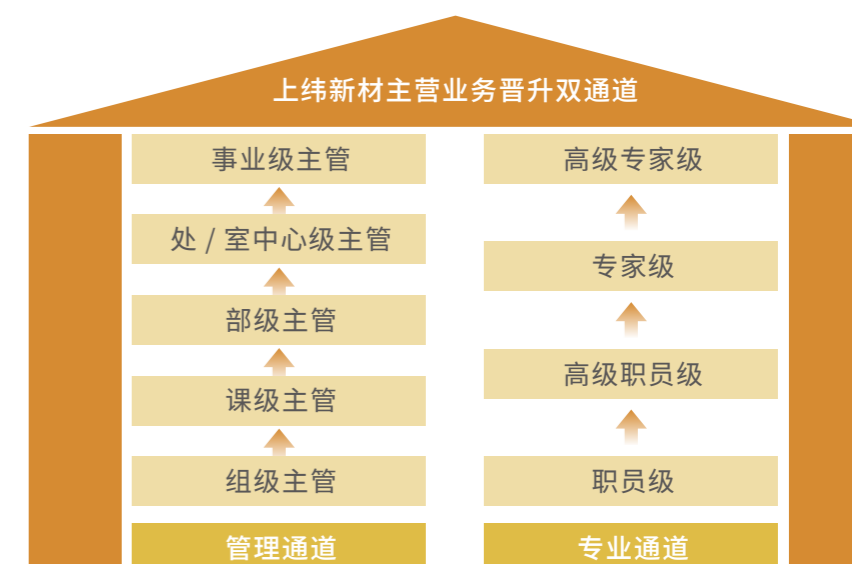 上纬新材主营业务晋升双通道
事业级主管
处 / 室中心级主管
部级主管
课级主管
组级主管
管理通道
高级专家级
专家级
高级职员级
职员级
专业通道